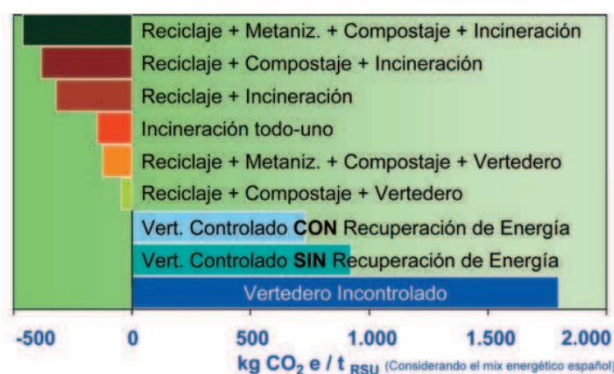 Reciclaje + Metaniz. + Compostaje + Incineración
Reciclaje + Compostaje + Incineración
Reciclaje + Incineración
Incineración todo-uno
Reciclaje + Metaniz. + Compostaje + Vertedero
Reciclaje + Compostaje + Vertedero
Vert. Controlado CON Recuperación de Energía
Vert. Controlado SIN Recuperación de Energía
Vertedero Incontrolado
-500 0 500 1.000 1.500 2.000
kg CO2 e / t RSU (Considerando el mix energético español)